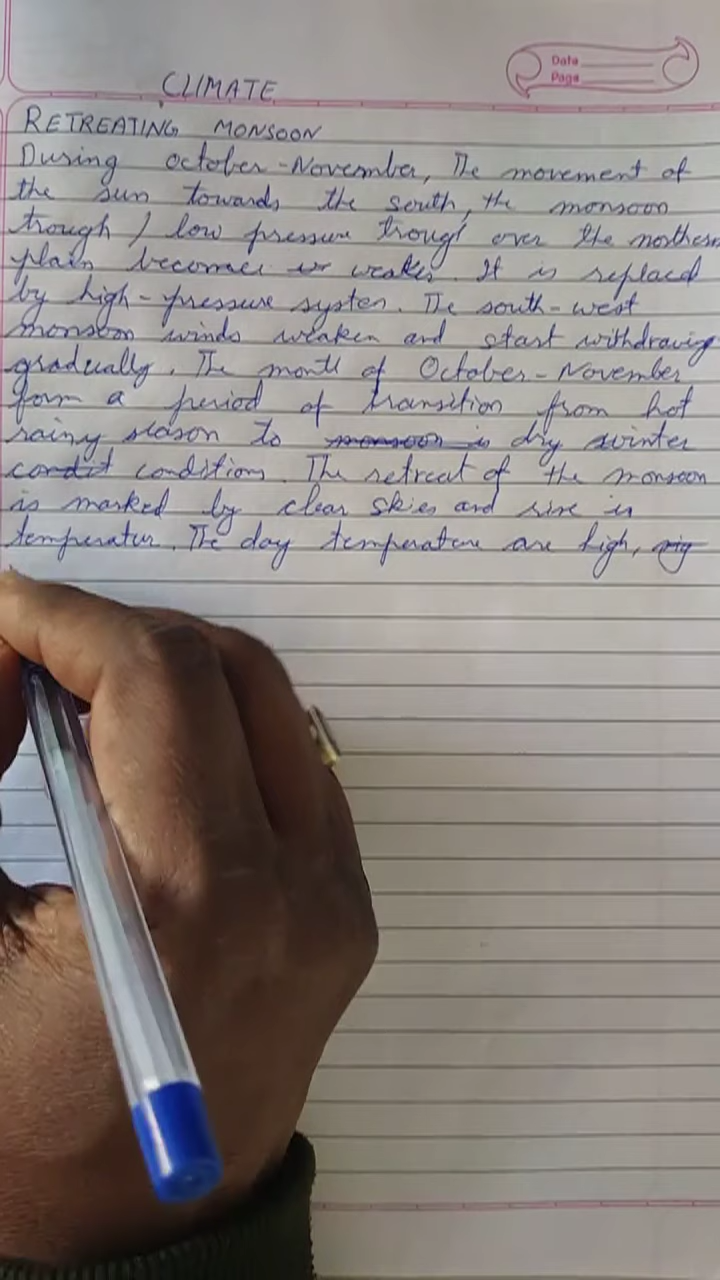 Date
Page
CLIMATE
RETREATING MONSOON
During October-November, The movement of
the sun towards the south, the monsoon
trough / low pressure trough over the northern
plain becomes weaker. It is replaced
by high-pressure system. The south-west
monsoon winds weaken and start withdraving
gradually. The month of October-November
form a period of transition from hot
rainy season to monsoon is dry winter
condit conditions. The retreat of the monsoon
is marked by clear skies and rise in
temperatur. The day temperature are high,